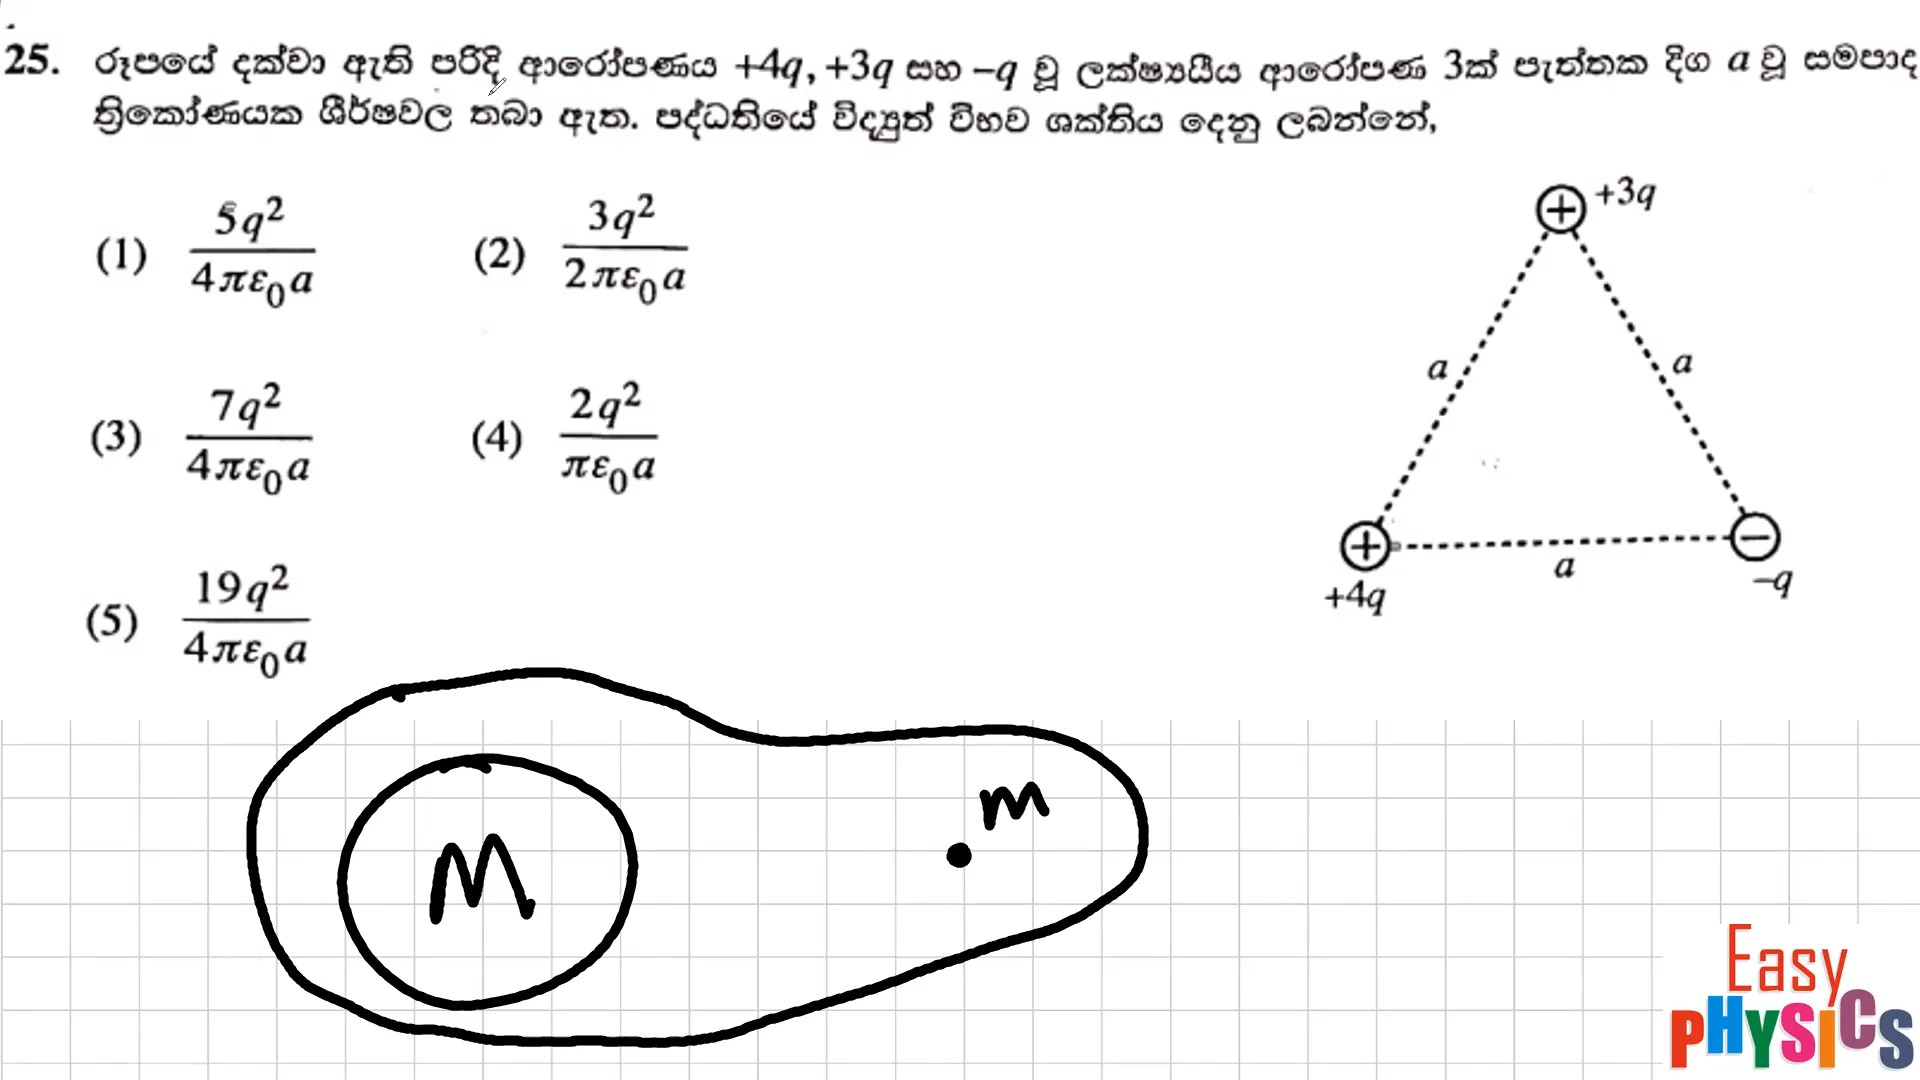 25. රූපයේ දක්වා ඇති පරිදි ආරෝපණය +4q, +3q සහ −q වූ ලක්ෂ්‍යයීය ආරෝපණ 3ක් පැත්තක දිග a වූ සමපාද
ත්‍රිකෝණයක ශීර්ෂවල තබා ඇත. පද්ධතියේ විද්‍යුත් විභව ශක්තිය දෙනු ලබන්නේ,
(1) 5q²/4πε₀a (2) 3q²/2πε₀a
(3) 7q²/4πε₀a (4) 2q²/πε₀a
(5) 19q²/4πε₀a
+3q
a a
+4q a −q
M m
Easy
PHYSICS